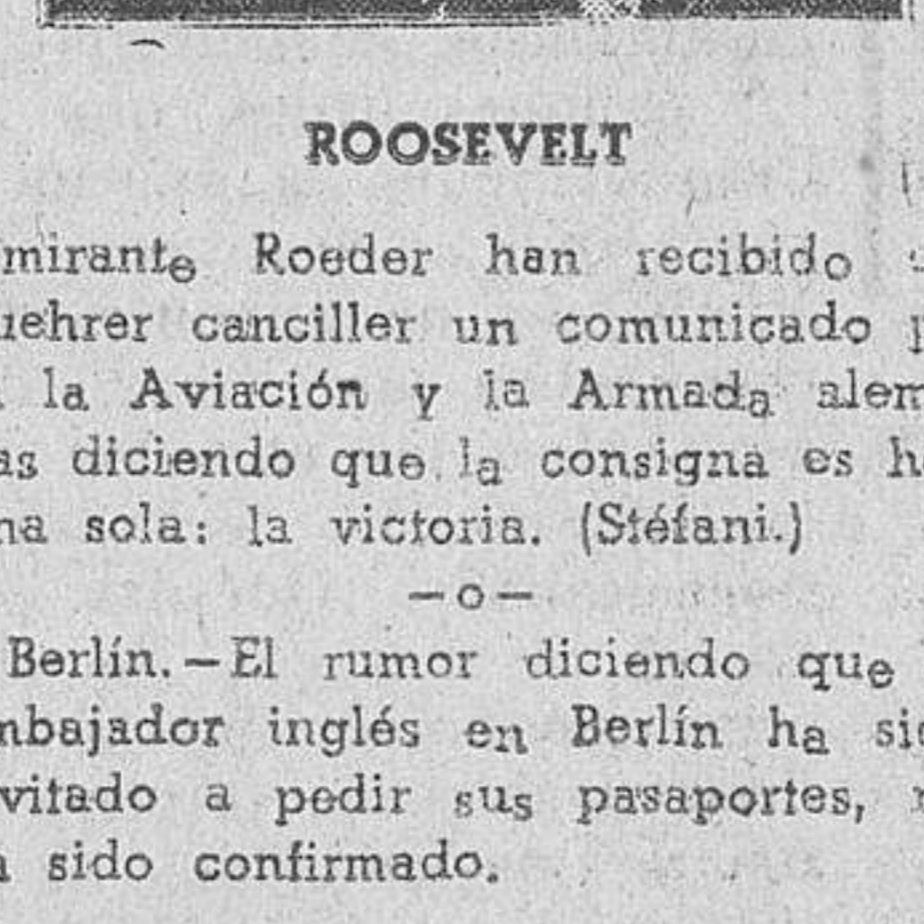 ROOSEVELT
mirante Roeder han recibido
uehrer canciller un comunicado p
la Aviación y la Armada alem
as diciendo que la consigna es h
na sola: la victoria. (Stéfani.)
—o—
Berlín.—El rumor diciendo que
mbajador inglés en Berlín ha sid
vitado a pedir sus pasaportes,
a sido confirmado.